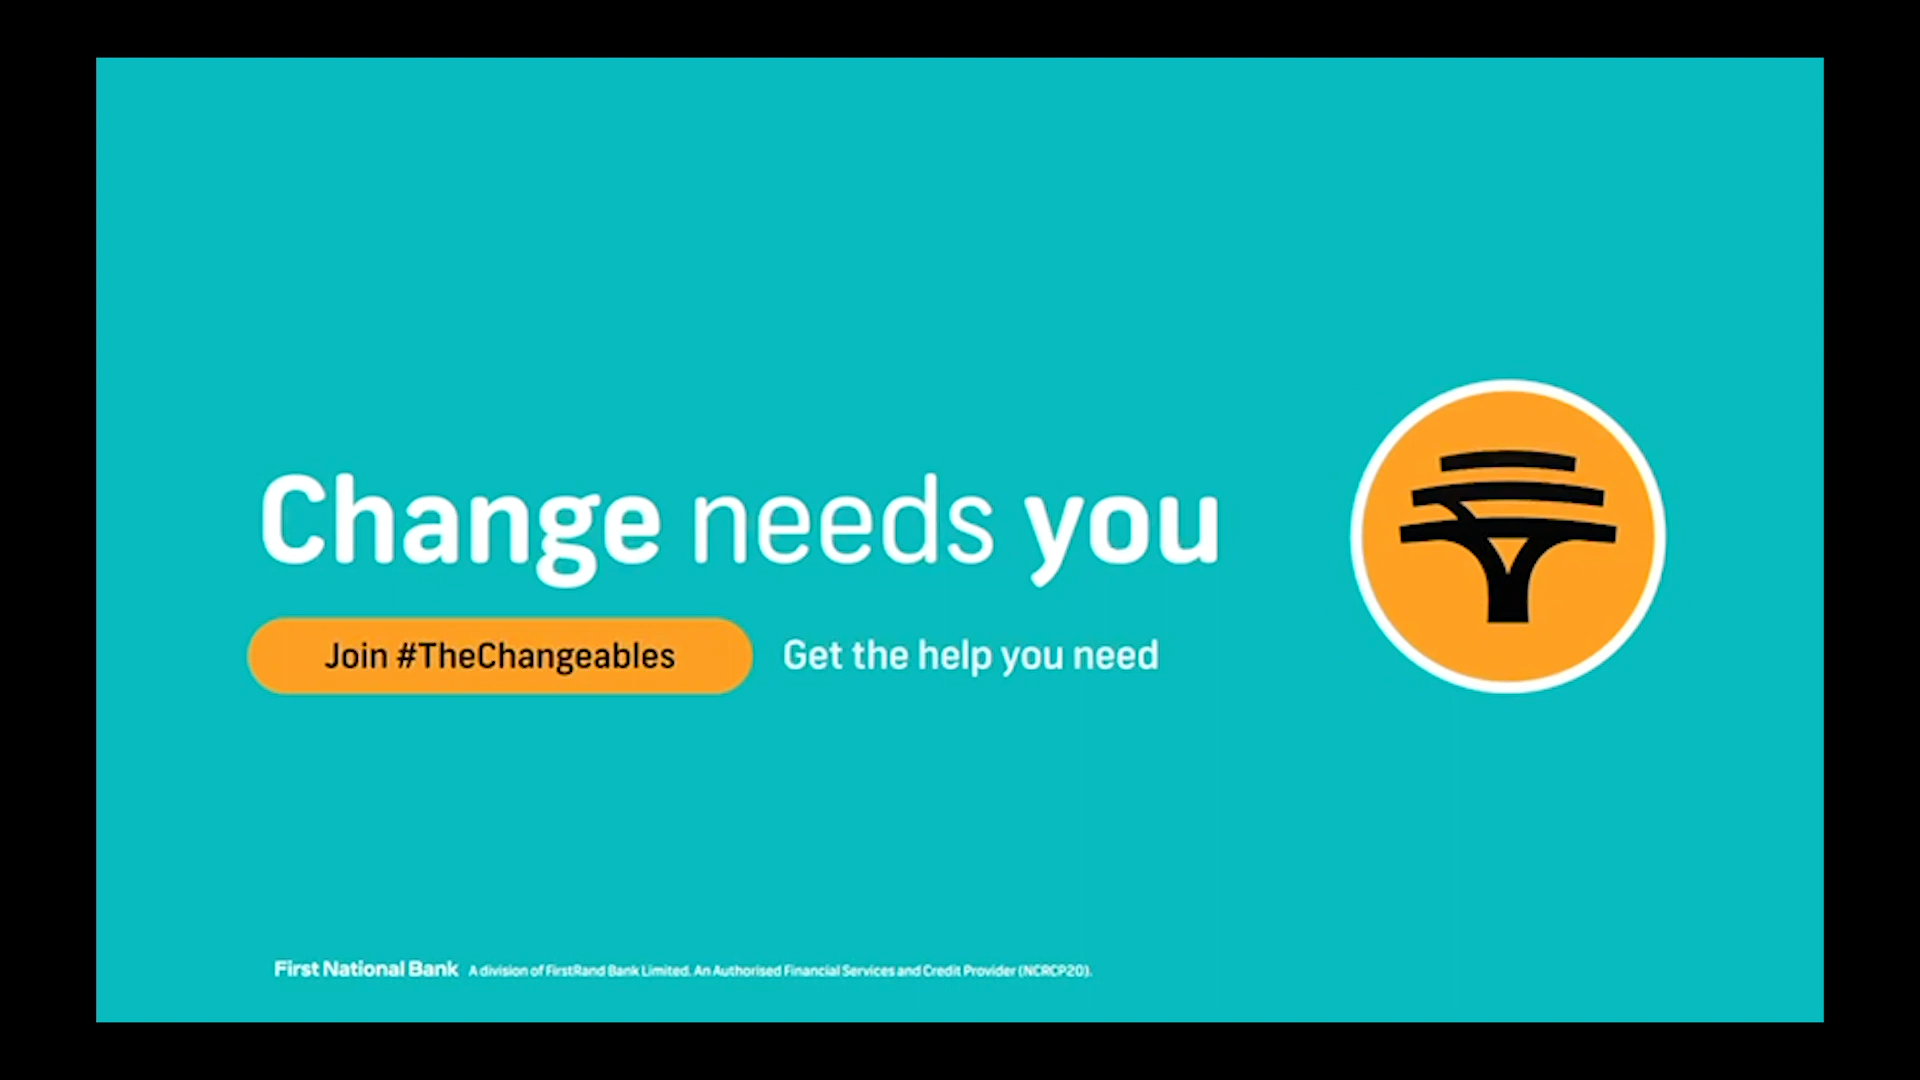 Change needs you
Join #TheChangeables Get the help you need
First National Bank A division of FirstRand Bank Limited. An Authorised Financial Services and Credit Provider (NCRCP20).